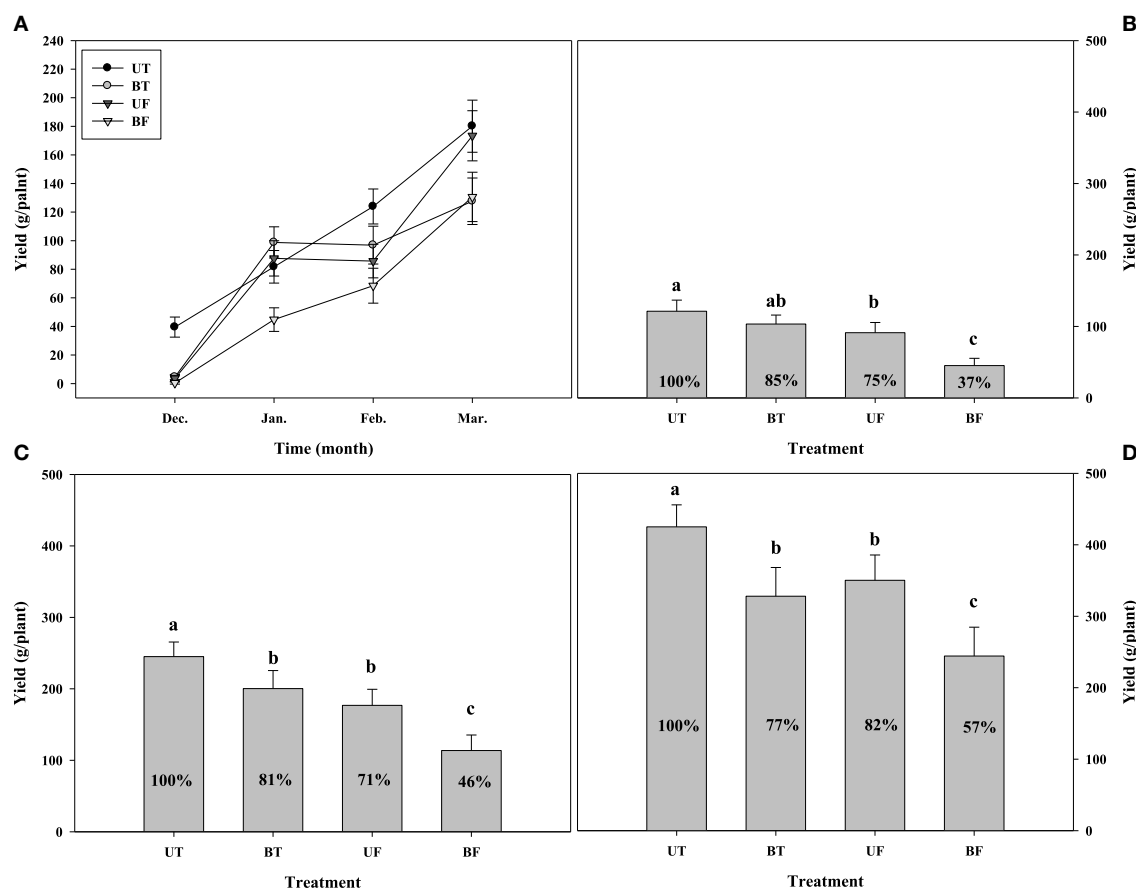 A
240
220
200
180
160
140
120
100
80
60
40
20
0
Yield (g/palnt)
UT
BT
UF
BF
Dec. Jan. Feb. Mar.
Time (month)
B
500
400
300
200
100
0
Yield (g/plant)
a ab b c
100% 85% 75% 37%
UT BT UF BF
Treatment
C
500
400
300
200
100
0
Yield (g/plant)
a b b c
100% 81% 71% 46%
UT BT UF BF
Treatment
D
500
400
300
200
100
0
Yield (g/plant)
a b b c
100% 77% 82% 57%
UT BT UF BF
Treatment